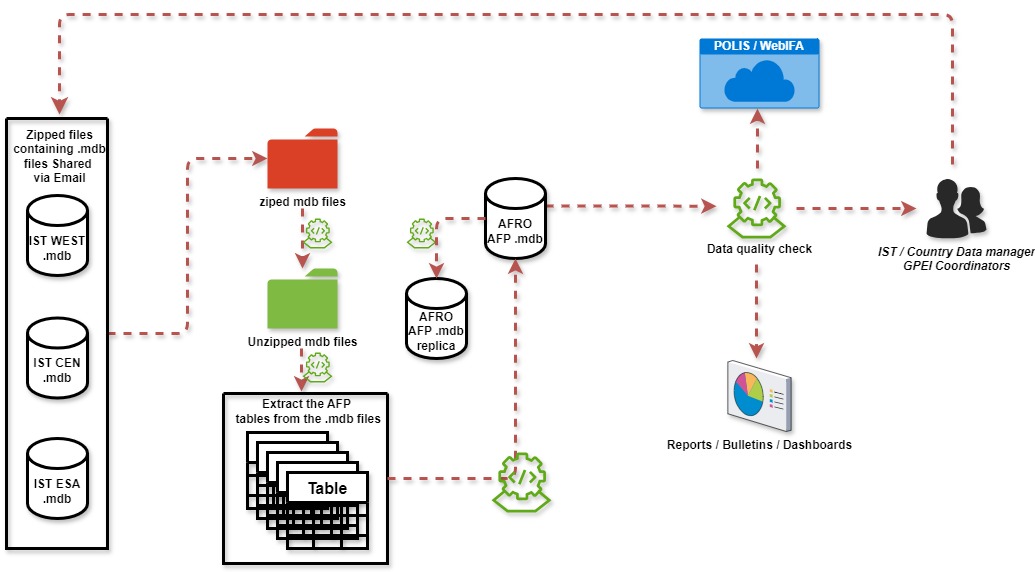 POLIS / WebIFA
Zipped files
containing .mdb
files Shared
via Email
IST WEST
.mdb
IST CEN
.mdb
IST ESA
.mdb
ziped mdb files
Unzipped mdb files
Extract the AFP
tables from the .mdb files
Table
AFRO
AFP .mdb
AFRO
AFP .mdb
replica
</>
</>
</>
</>
</>
Data quality check
IST / Country Data manager
GPEI Coordinators
Reports / Bulletins / Dashboards